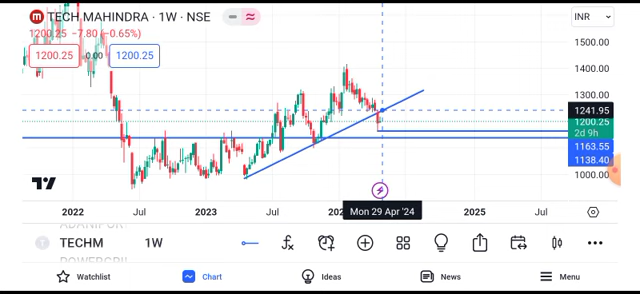 TECH MAHINDRA · 1W · NSE
INR
1200.25 −7.80 (−0.65%)
1200.25 0.00 1200.25
1500.00
1400.00
1300.00
1241.95
1200.25
2d 9h
1163.55
1138.40
1000.00
2022 Jul 2023 Jul Mon 29 Apr '24 2025 Jul
TECHM 1W
Watchlist Chart Ideas News Menu